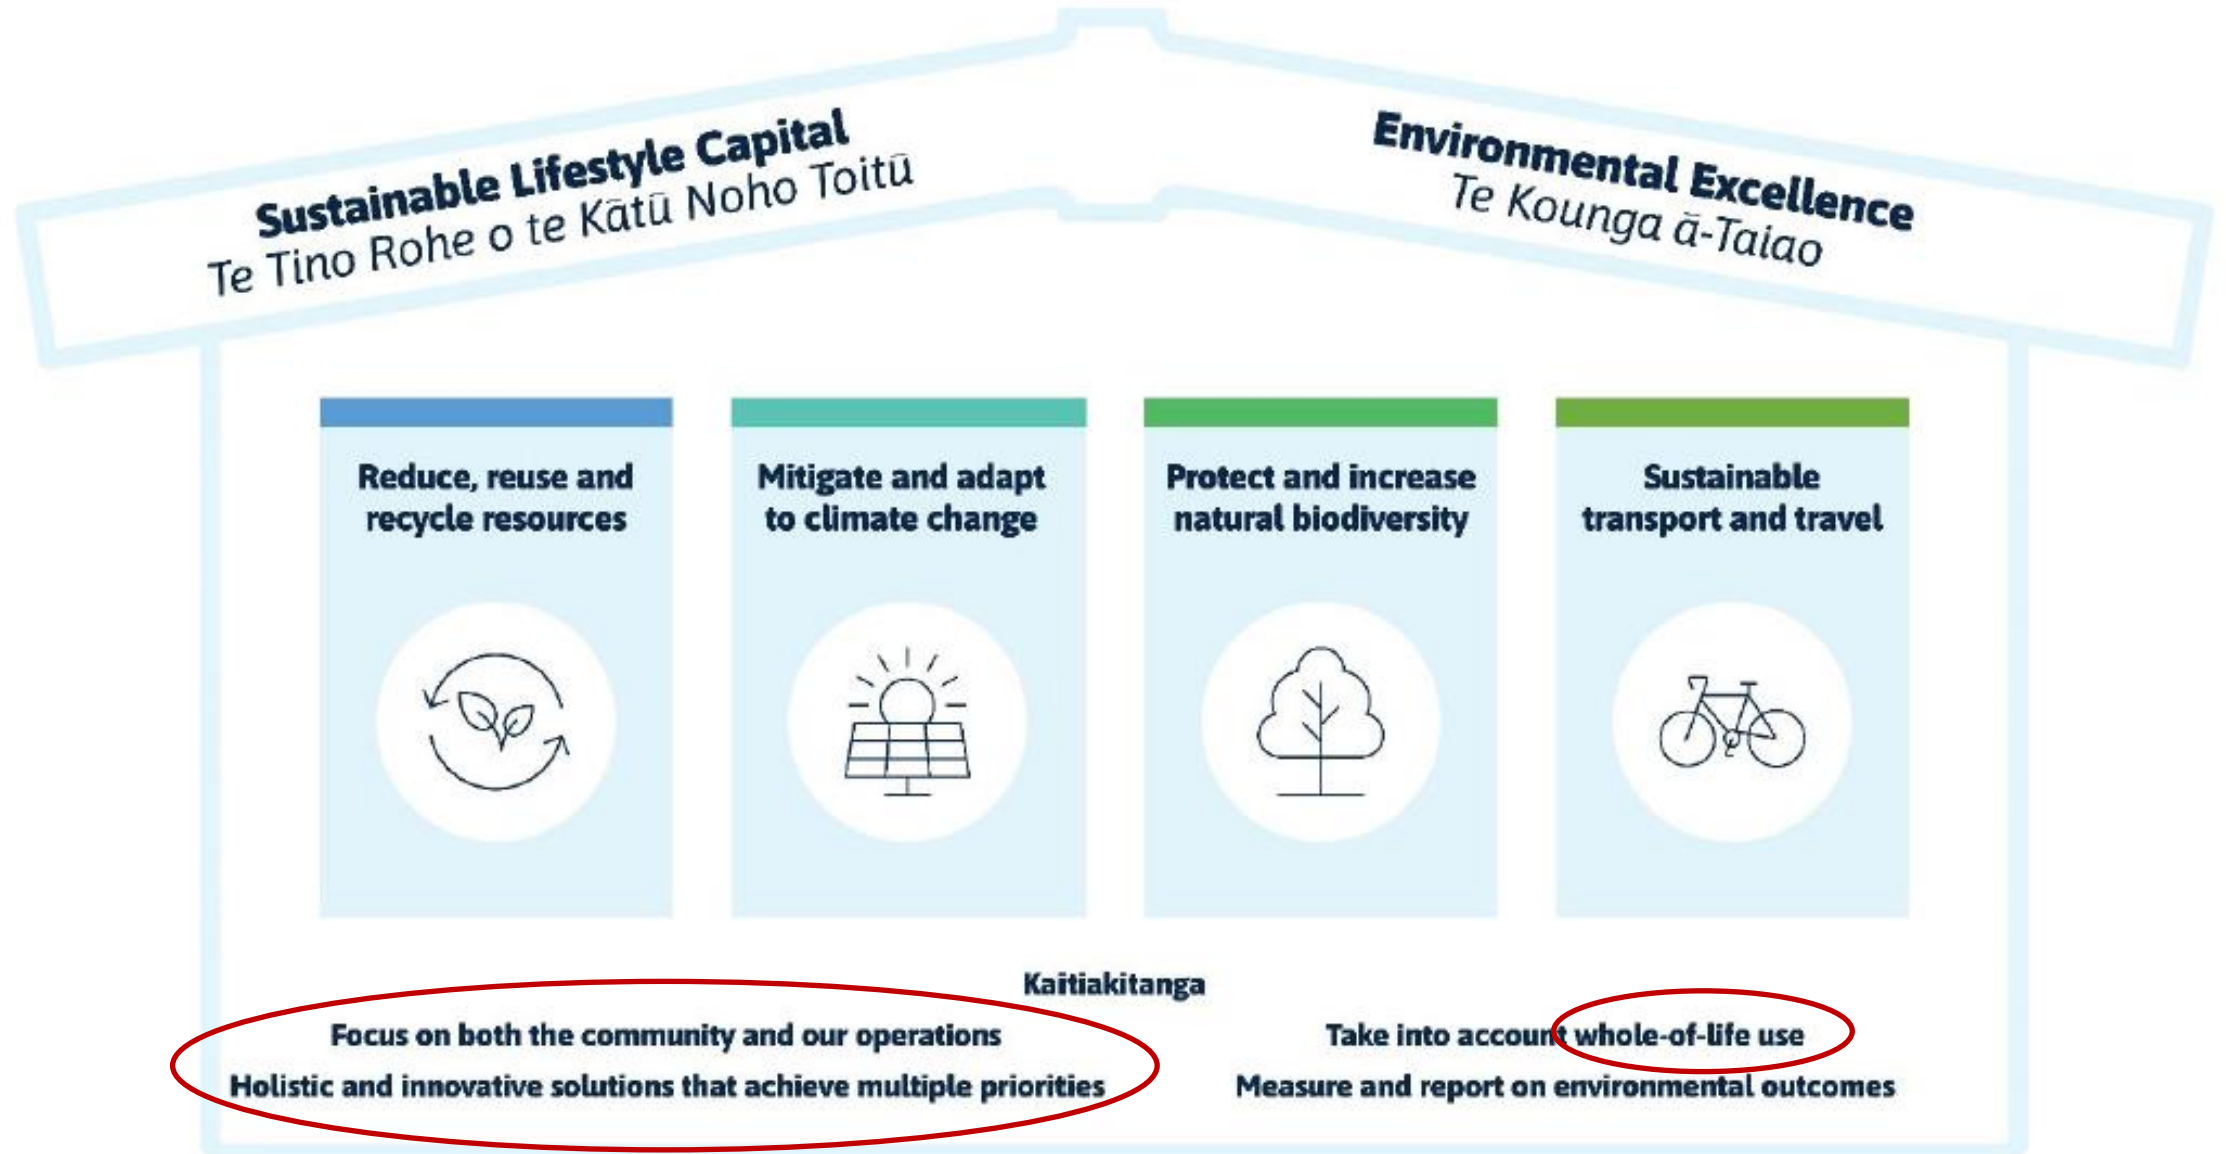 Sustainable Lifestyle Capital
Te Tino Rohe o te Kātū Noho Toitū
Environmental Excellence
Te Kounga ā-Taiao
Reduce, reuse and
recycle resources
Mitigate and adapt
to climate change
Protect and increase
natural biodiversity
Sustainable
transport and travel
Kaitiakitanga
Focus on both the community and our operations
Holistic and innovative solutions that achieve multiple priorities
Take into account whole-of-life use
Measure and report on environmental outcomes